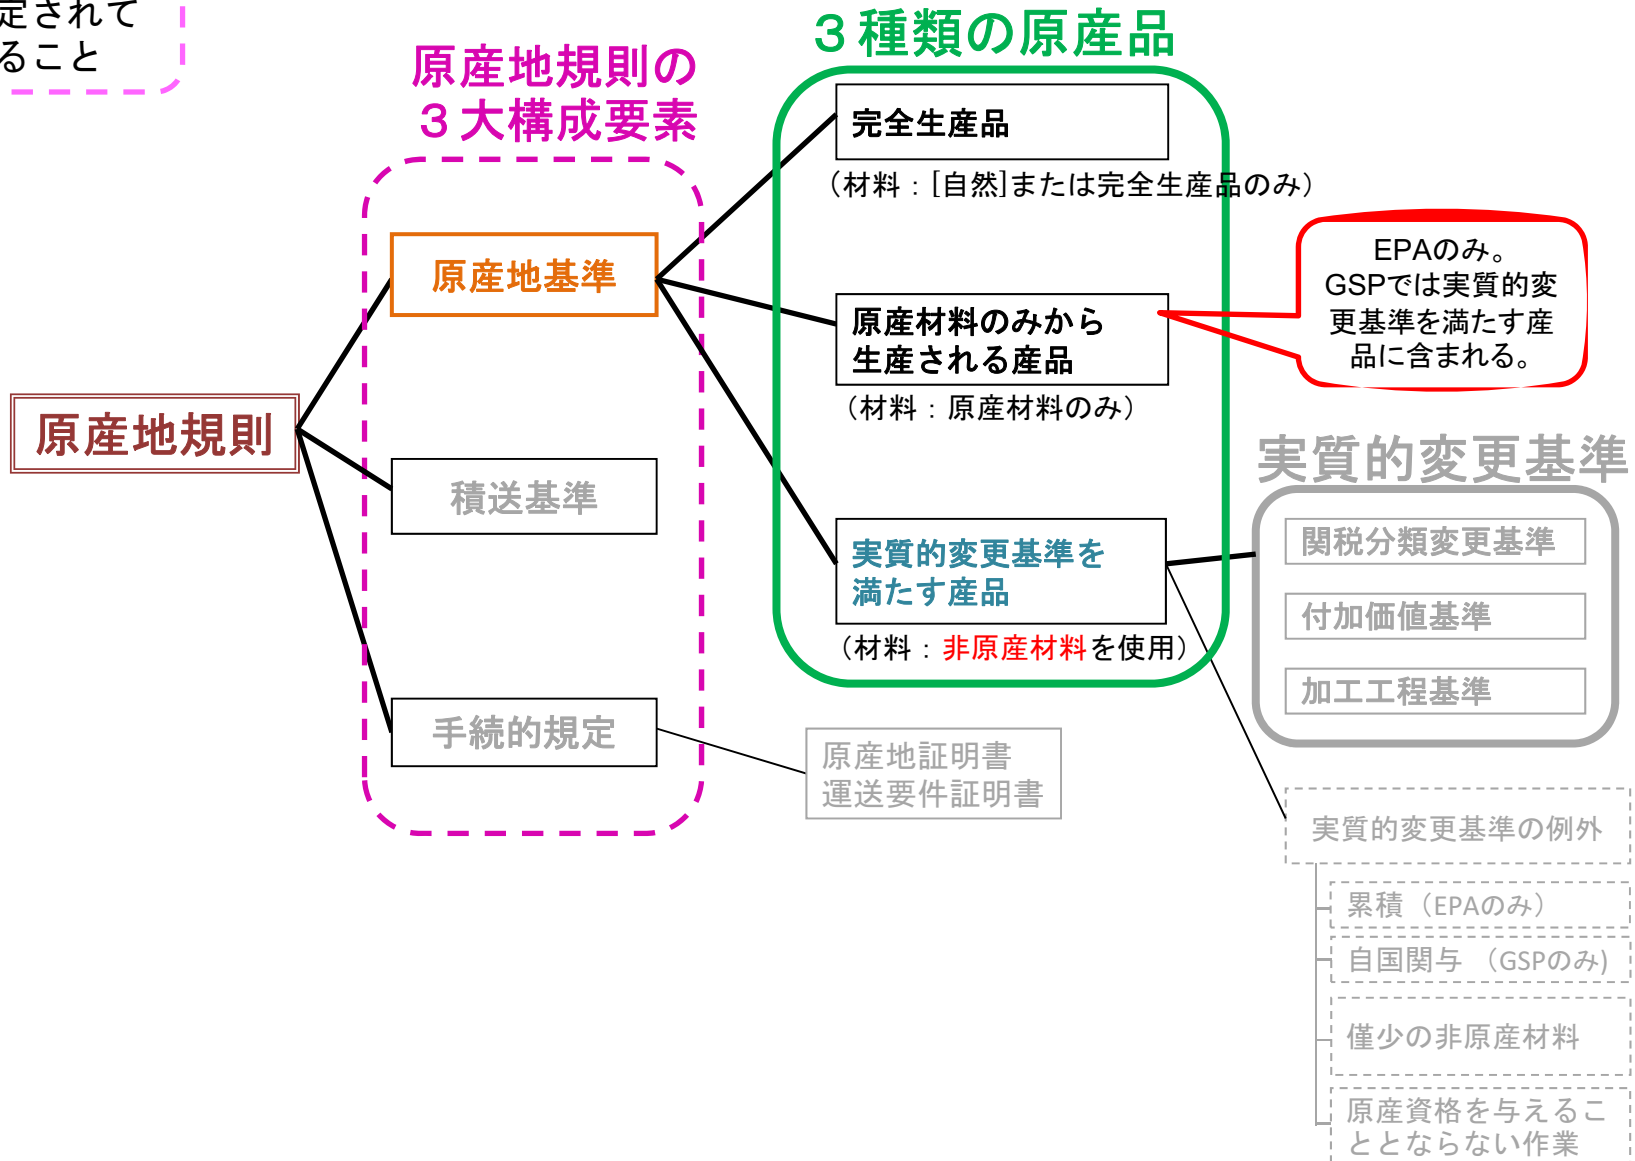 定されて
ること
原産地規則の
３大構成要素
３種類の原産品
完全生産品
（材料：[自然]または完全生産品のみ）
原産地基準
EPAのみ。
GSPでは実質的変
更基準を満たす産
品に含まれる。
原産材料のみから
生産される産品
（材料：原産材料のみ）
原産地規則
実質的変更基準
積送基準
実質的変更基準を
満たす産品
（材料：非原産材料を使用）
関税分類変更基準
付加価値基準
加工工程基準
手続的規定
原産地証明書
運送要件証明書
実質的変更基準の例外
累積（EPAのみ）
自国関与 （GSPのみ)
僅少の非原産材料
原産資格を与えるこ
ととならない作業